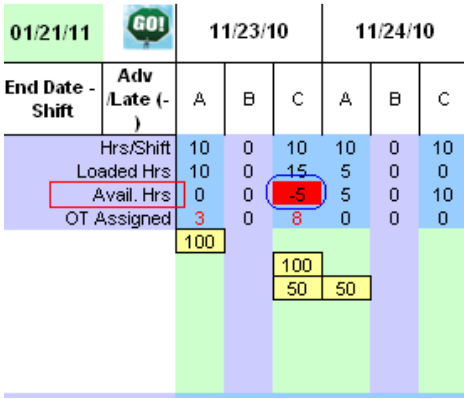 01/21/11 GO! 11/23/10 11/24/10
End Date - Shift Adv /Late (- ) A B C A B C
Hrs/Shift 10 0 10 10 0 10
Loaded Hrs 10 0 15 5 0 0
Avail. Hrs 0 0 -5 5 0 10
OT Assigned 3 0 8 0 0 0
100
100
50 50